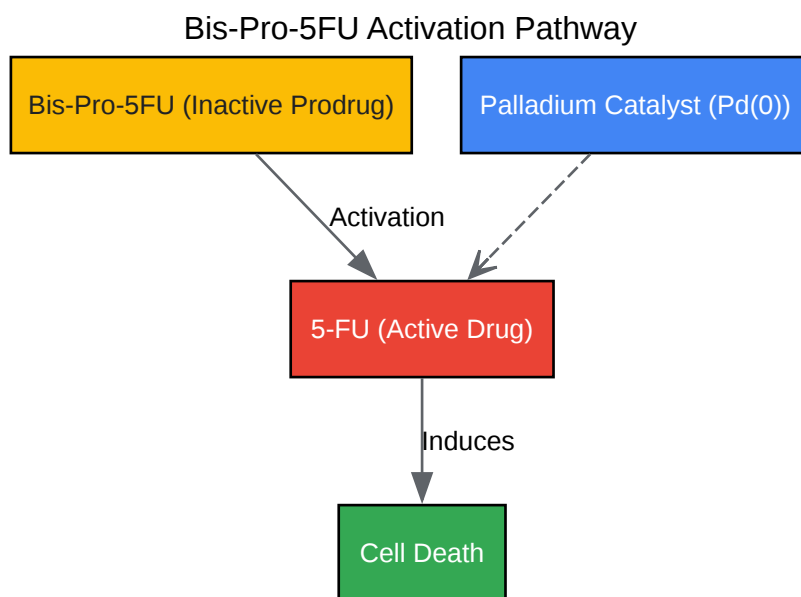 Bis-Pro-5FU Activation Pathway
Bis-Pro-5FU (Inactive Prodrug)
Palladium Catalyst (Pd(0))
Activation
5-FU (Active Drug)
Induces
Cell Death